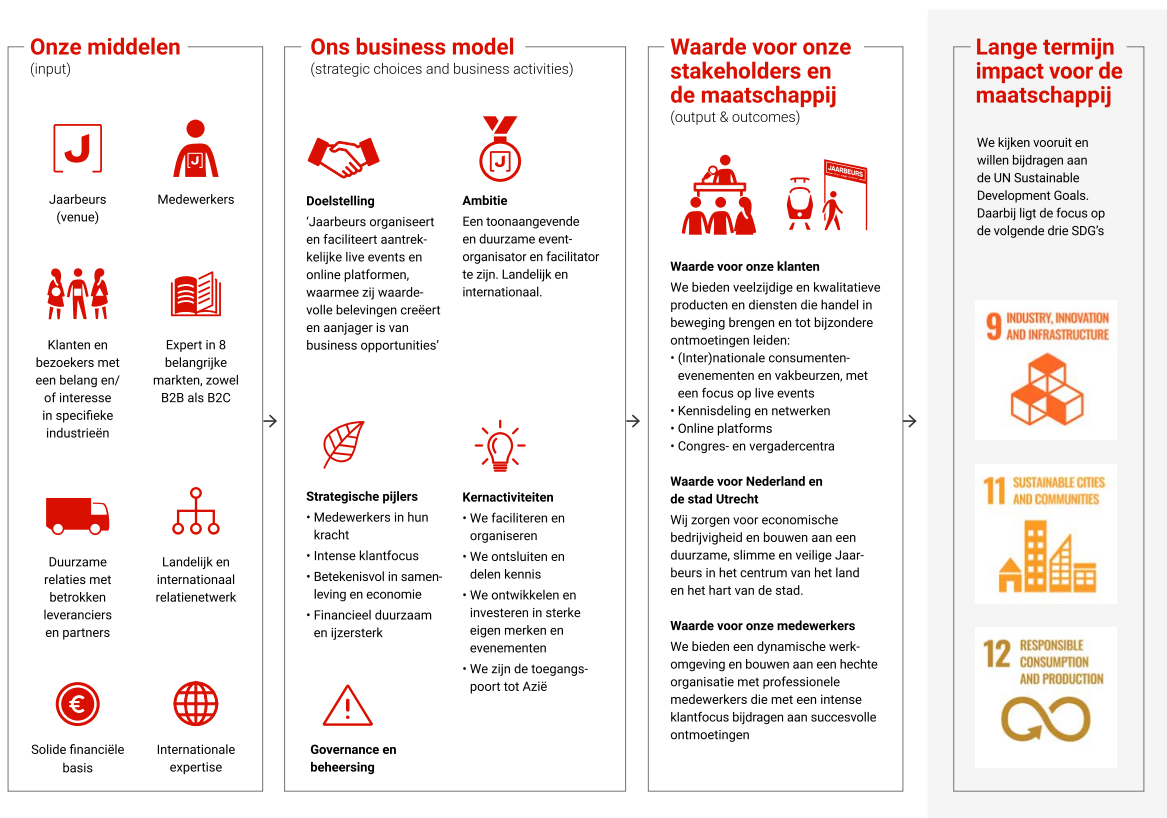 Onze middelen
(input)
J
Jaarbeurs
(venue)
J
Medewerkers
Klanten en
bezoekers met
een belang en/
of interesse
in specifieke
industrieën
Expert in 8
belangrijke
markten, zowel
B2B als B2C
Duurzame
relaties met
betrokken
leveranciers
en partners
Landelijk en
internationaal
relatienetwerk
€
Solide financiële
basis
Internationale
expertise
Ons business model
(strategic choices and business activities)
Doelstelling
‘Jaarbeurs organiseert
en faciliteert aantrek-
kelijke live events en
online platformen,
waarmee zij waarde-
volle belevingen creëert
en aanjager is van
business opportunities’
J
Ambitie
Een toonaangevende
en duurzame event-
organisator en facilitator
te zijn. Landelijk en
internationaal.
Strategische pijlers
• Medewerkers in hun
kracht
• Intense klantfocus
• Betekenisvol in samen-
leving en economie
• Financieel duurzaam
en ijzersterk
Kernactiviteiten
• We faciliteren en
organiseren
• We ontsluiten en
delen kennis
• We ontwikkelen en
investeren in sterke
eigen merken en
evenementen
• We zijn de toegangs-
poort tot Azië
Governance en
beheersing
Waarde voor onze
stakeholders en
de maatschappij
(output & outcomes)
JAARBEURS
Waarde voor onze klanten
We bieden veelzijdige en kwalitatieve
producten en diensten die handel in
beweging brengen en tot bijzondere
ontmoetingen leiden:
• (Inter)nationale consumenten-
evenementen en vakbeurzen, met
een focus op live events
• Kennisdeling en netwerken
• Online platforms
• Congres- en vergadercentra
Waarde voor Nederland en
de stad Utrecht
Wij zorgen voor economische
bedrijvigheid en bouwen aan een
duurzame, slimme en veilige Jaar-
beurs in het centrum van het land
en het hart van de stad.
Waarde voor onze medewerkers
We bieden een dynamische werk-
omgeving en bouwen aan een hechte
organisatie met professionele
medewerkers die met een intense
klantfocus bijdragen aan succesvolle
ontmoetingen
Lange termijn
impact voor de
maatschappij
We kijken vooruit en
willen bijdragen aan
de UN Sustainable
Development Goals.
Daarbij ligt de focus op
de volgende drie SDG’s
9 INDUSTRY, INNOVATION
AND INFRASTRUCTURE
11 SUSTAINABLE CITIES
AND COMMUNITIES
12 RESPONSIBLE
CONSUMPTION
AND PRODUCTION